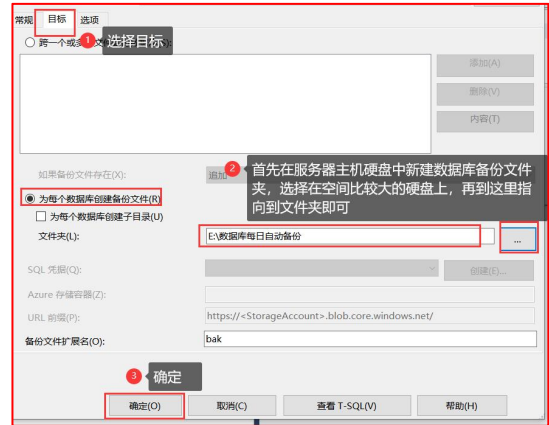 常规 目标 选项
跨一个或多
1 选择目标
添加(A)
删除(V)
内容(T)
如果备份文件存在(X):
追加
2 首先在服务器主机硬盘中新建数据库备份文件
夹，选择在空间比较大的硬盘上，再到这里指
向到文件夹即可
为每个数据库创建备份文件(R)
为每个数据库创建子目录(U)
文件夹(L):
E:\数据库每日自动备份
...
SQL 凭据(Q):
创建(E)...
Azure 存储容器(Z):
URL 前缀(P):
https://<StorageAccount>.blob.core.windows.net/
备份文件扩展名(O):
bak
3 确定
确定(O) 取消(C) 查看 T-SQL(V) 帮助(H)